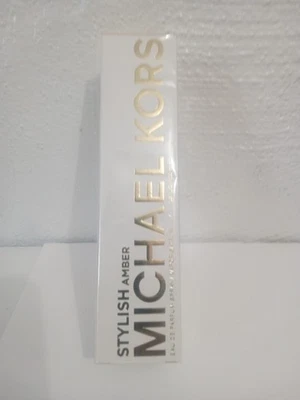 STYLISH AMBER
MICHAEL KORS
EAU DE PARFUM